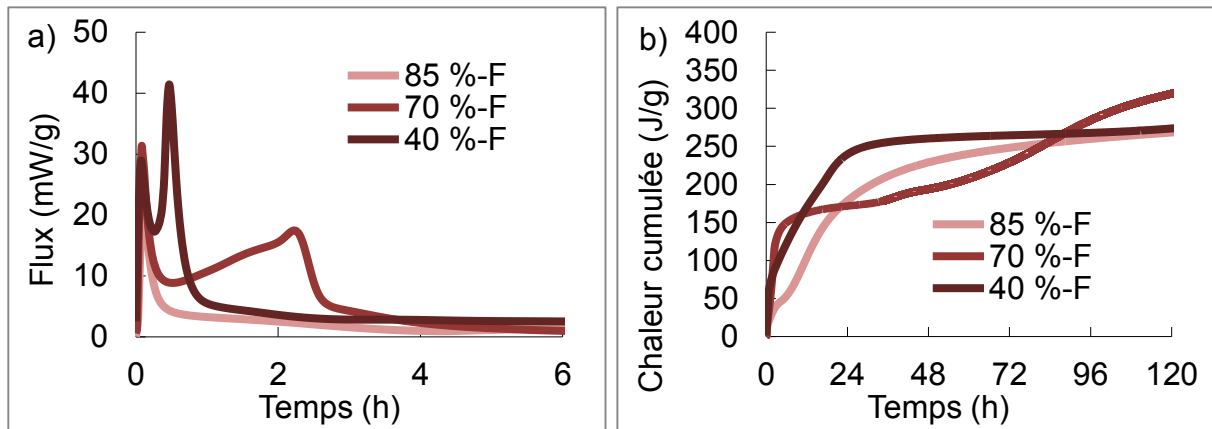 a)
Flux (mW/g)
50
40
30
20
10
0
85 %-F
70 %-F
40 %-F
0 2 4 6
Temps (h)
b)
Chaleur cumulée (J/g)
400
350
300
250
200
150
100
50
0
85 %-F
70 %-F
40 %-F
0 24 48 72 96 120
Temps (h)